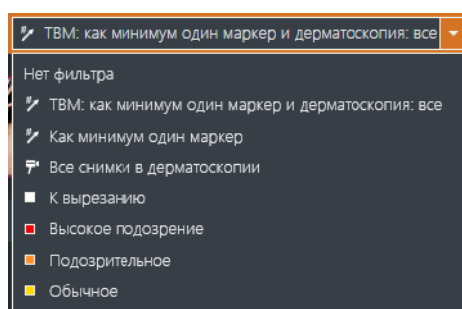 ТВМ: как минимум один маркер и дерматоскопия: все
Нет фильтра
ТВМ: как минимум один маркер и дерматоскопия: все
Как минимум один маркер
Все снимки в дерматоскопии
К вырезанию
Высокое подозрение
Подозрительное
Обычное